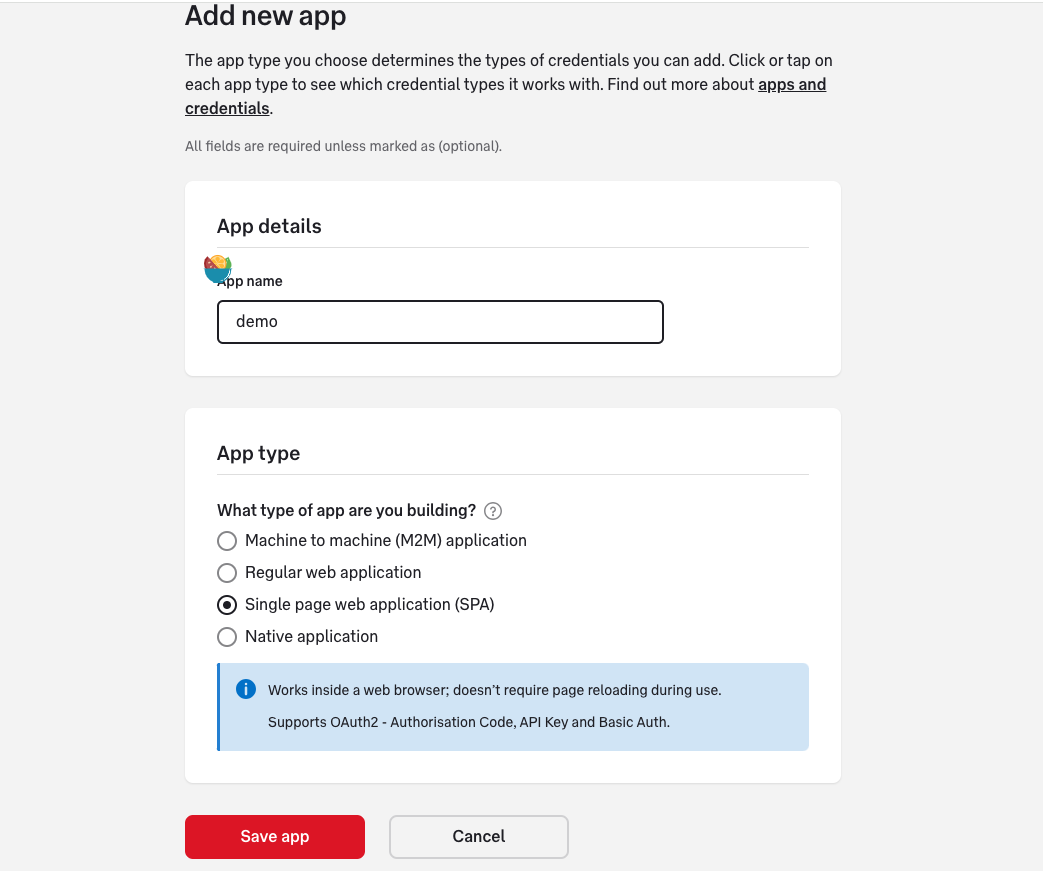 Add new app
The app type you choose determines the types of credentials you can add. Click or tap on
each app type to see which credential types it works with. Find out more about apps and
credentials.
All fields are required unless marked as (optional).
App details
App name
demo
App type
What type of app are you building? ?
Machine to machine (M2M) application
Regular web application
Single page web application (SPA)
Native application
Works inside a web browser; doesn't require page reloading during use.
Supports OAuth2 - Authorisation Code, API Key and Basic Auth.
Save app
Cancel